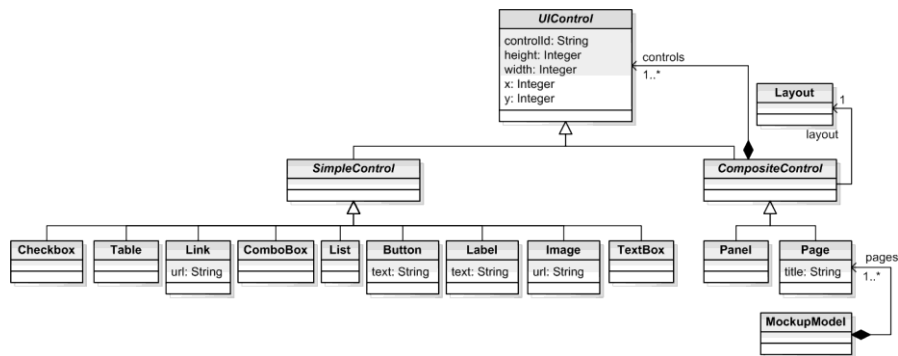 UIControl
controlId: String
height: Integer
width: Integer
x: Integer
y: Integer
controls
1..*
Layout
1
layout
SimpleControl
CompositeControl
Checkbox
Table
Link
url: String
ComboBox
List
Button
text: String
Label
text: String
Image
url: String
TextBox
Panel
Page
title: String
pages
1..*
MockupModel